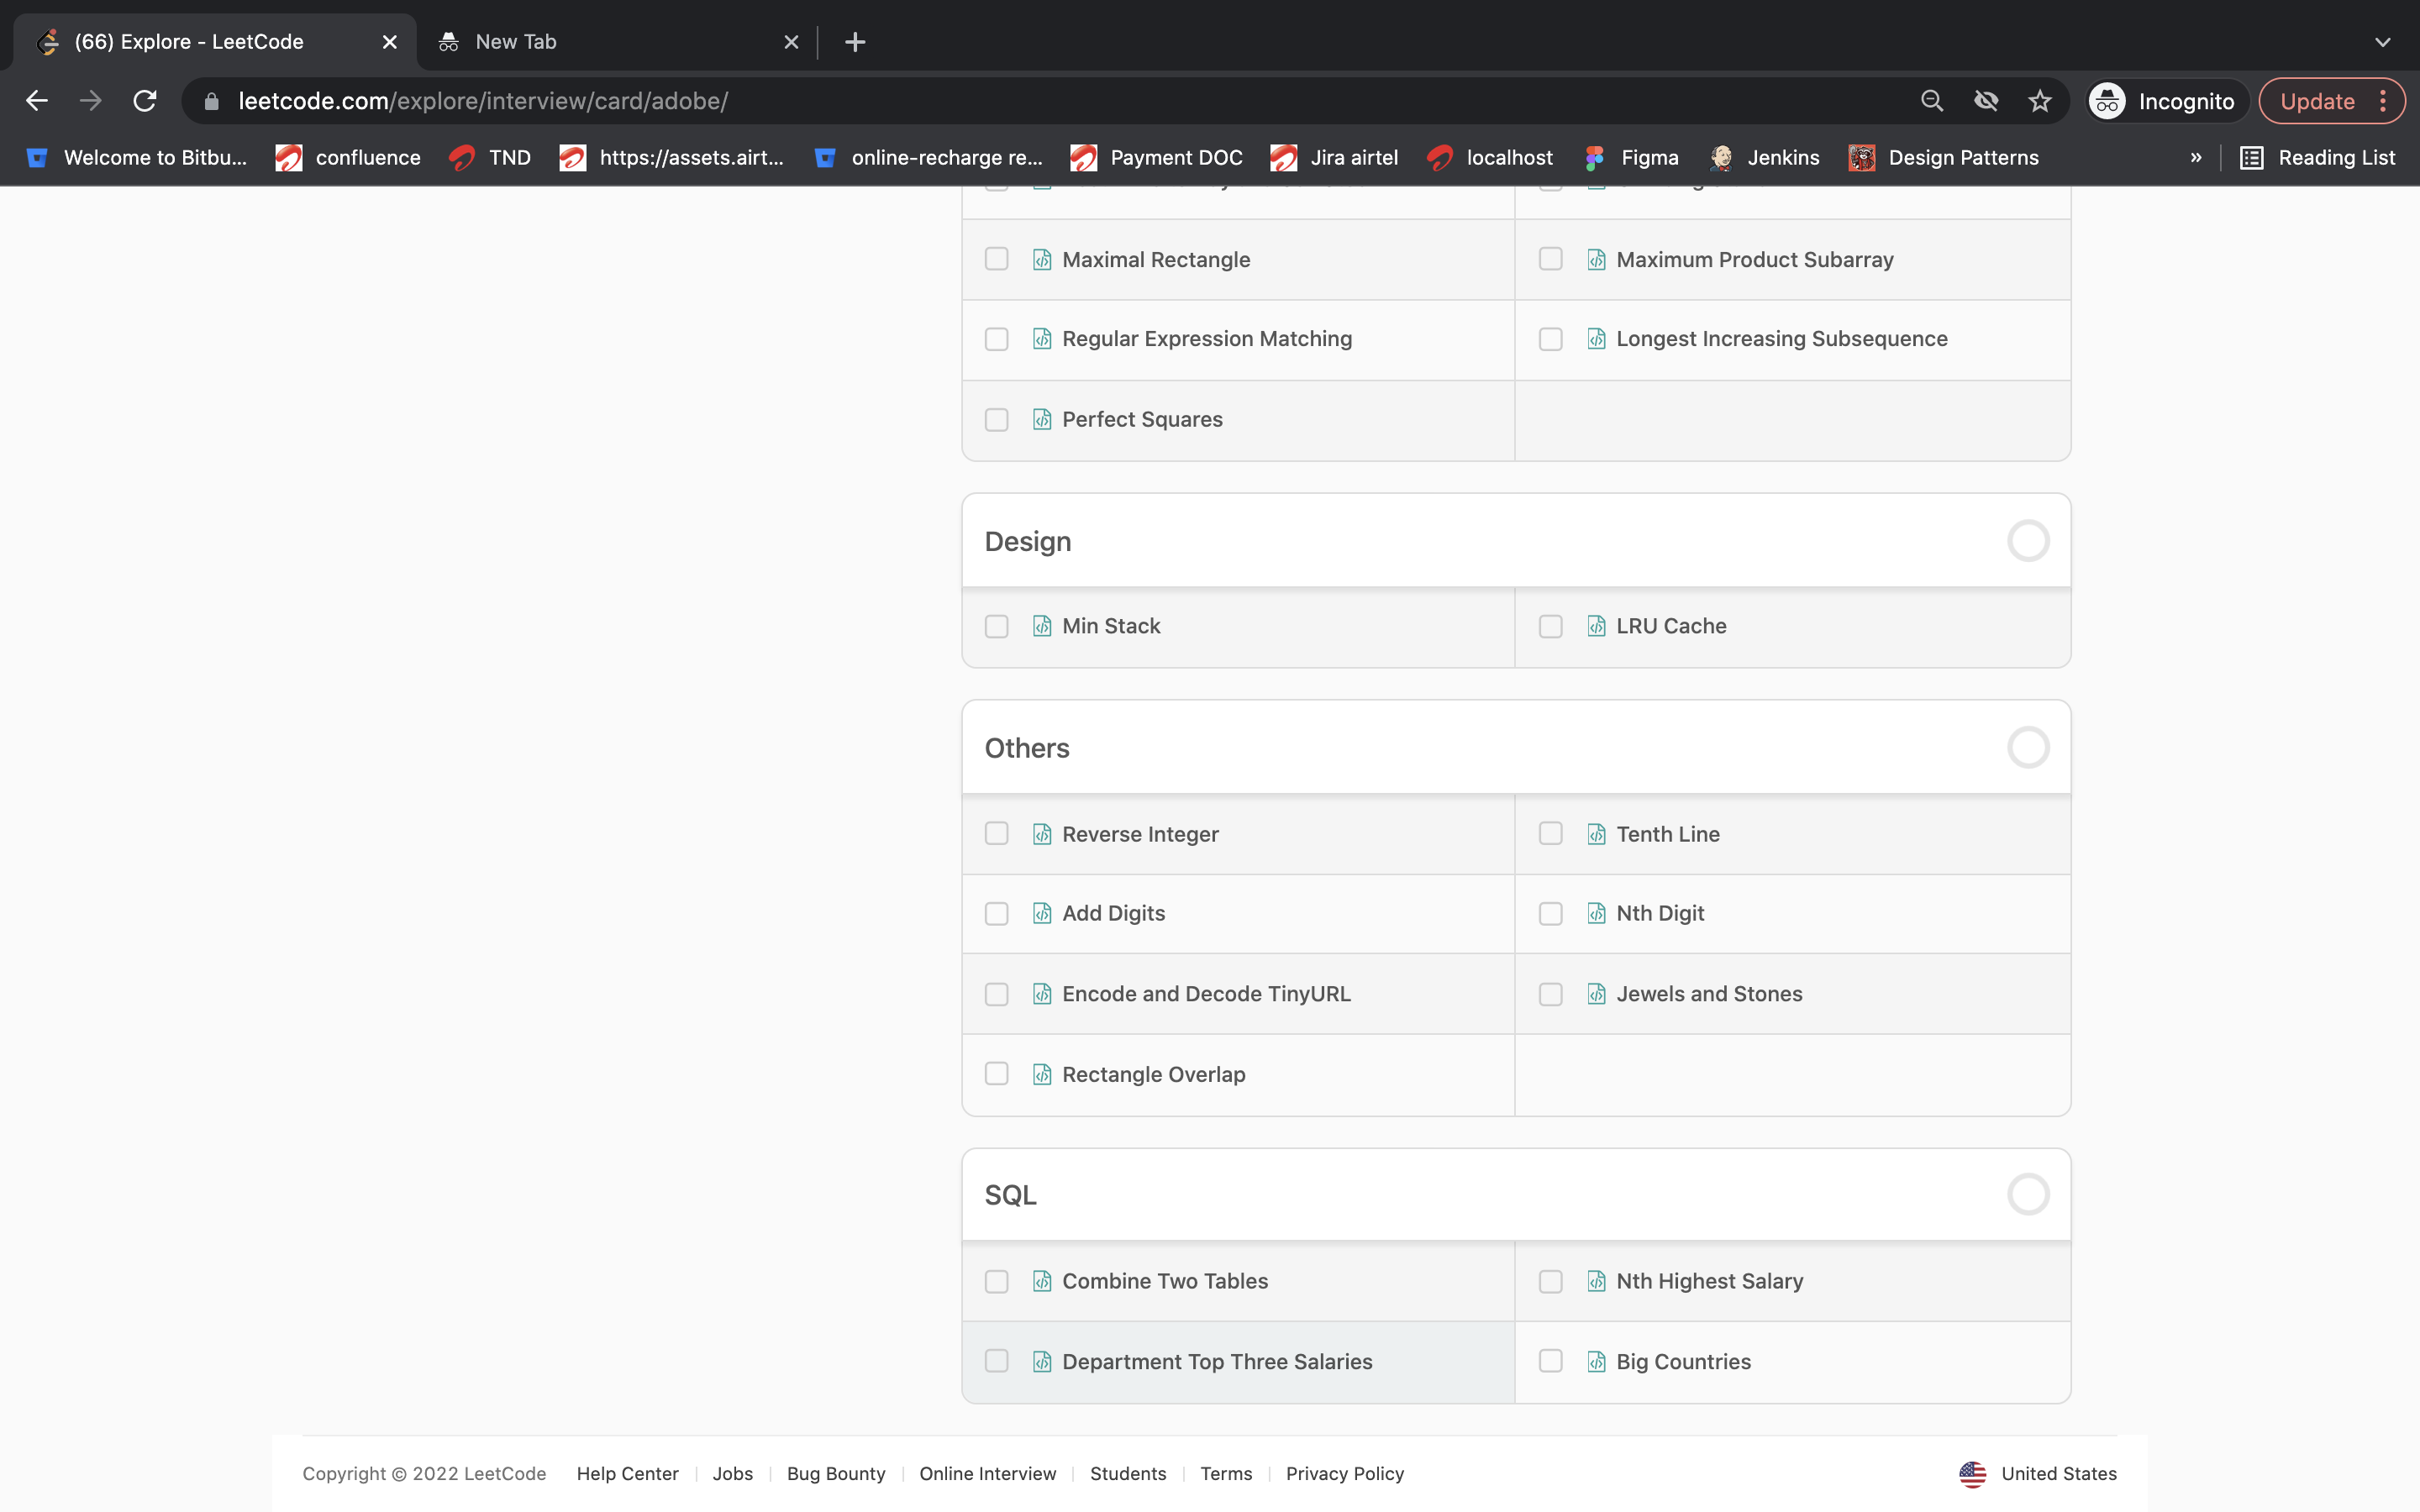 (66) Explore - LeetCode
New Tab
leetcode.com/explore/interview/card/adobe/
Incognito
Update
Welcome to Bitbu...
confluence
TND
https://assets.airt...
online-recharge re...
Payment DOC
Jira airtel
localhost
Figma
Jenkins
Design Patterns
»
Reading List
Maximal Rectangle
Maximum Product Subarray
Regular Expression Matching
Longest Increasing Subsequence
Perfect Squares
Design
Min Stack
LRU Cache
Others
Reverse Integer
Tenth Line
Add Digits
Nth Digit
Encode and Decode TinyURL
Jewels and Stones
Rectangle Overlap
SQL
Combine Two Tables
Nth Highest Salary
Department Top Three Salaries
Big Countries
Copyright © 2022 LeetCode
Help Center
Jobs
Bug Bounty
Online Interview
Students
Terms
Privacy Policy
United States